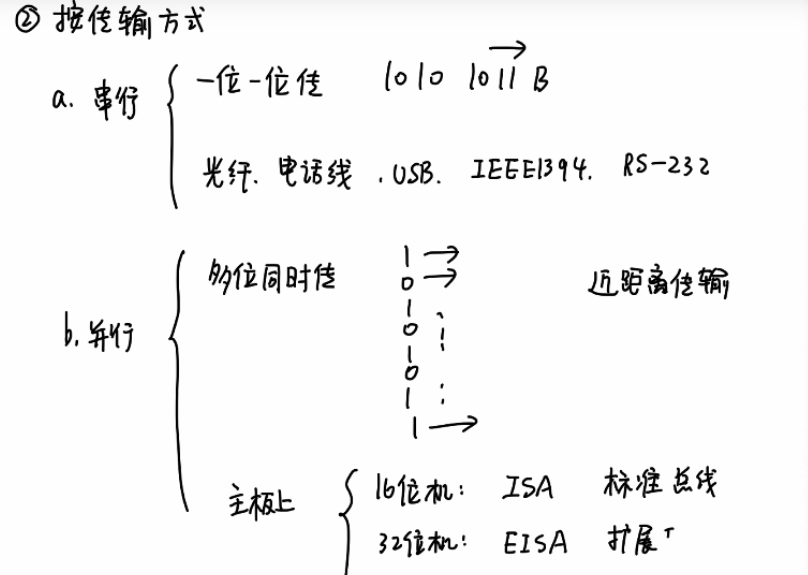 ② 按传输方式
a. 串行
一位一位传 1010 1011 B
光纤. 电话线. USB. IEEE1394. RS-232
b. 并行
多位同时传 近距离传输
1
0
1
0
1
0
1
1
主板上
16位机: ISA 标准总线
32位机: EISA 扩展